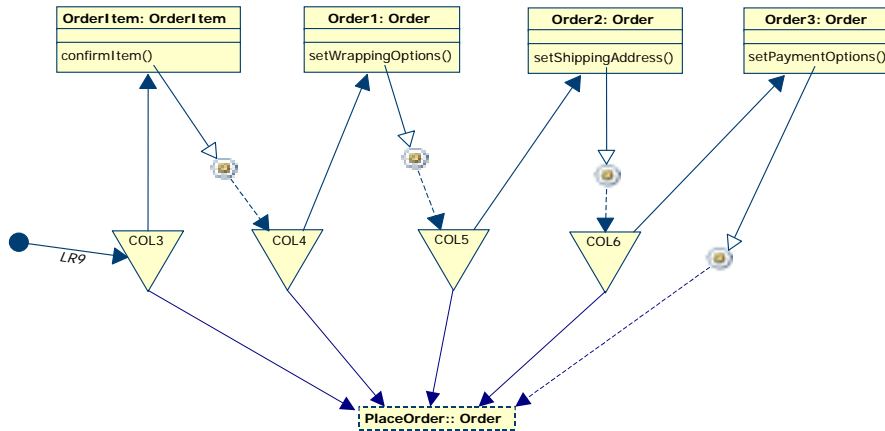 OrderItem: OrderItem
confirmItem()
Order1: Order
setWrappingOptions()
Order2: Order
setShippingAddress()
Order3: Order
setPaymentOptions()
LR9
COL3
COL4
COL5
COL6
PlaceOrder:: Order